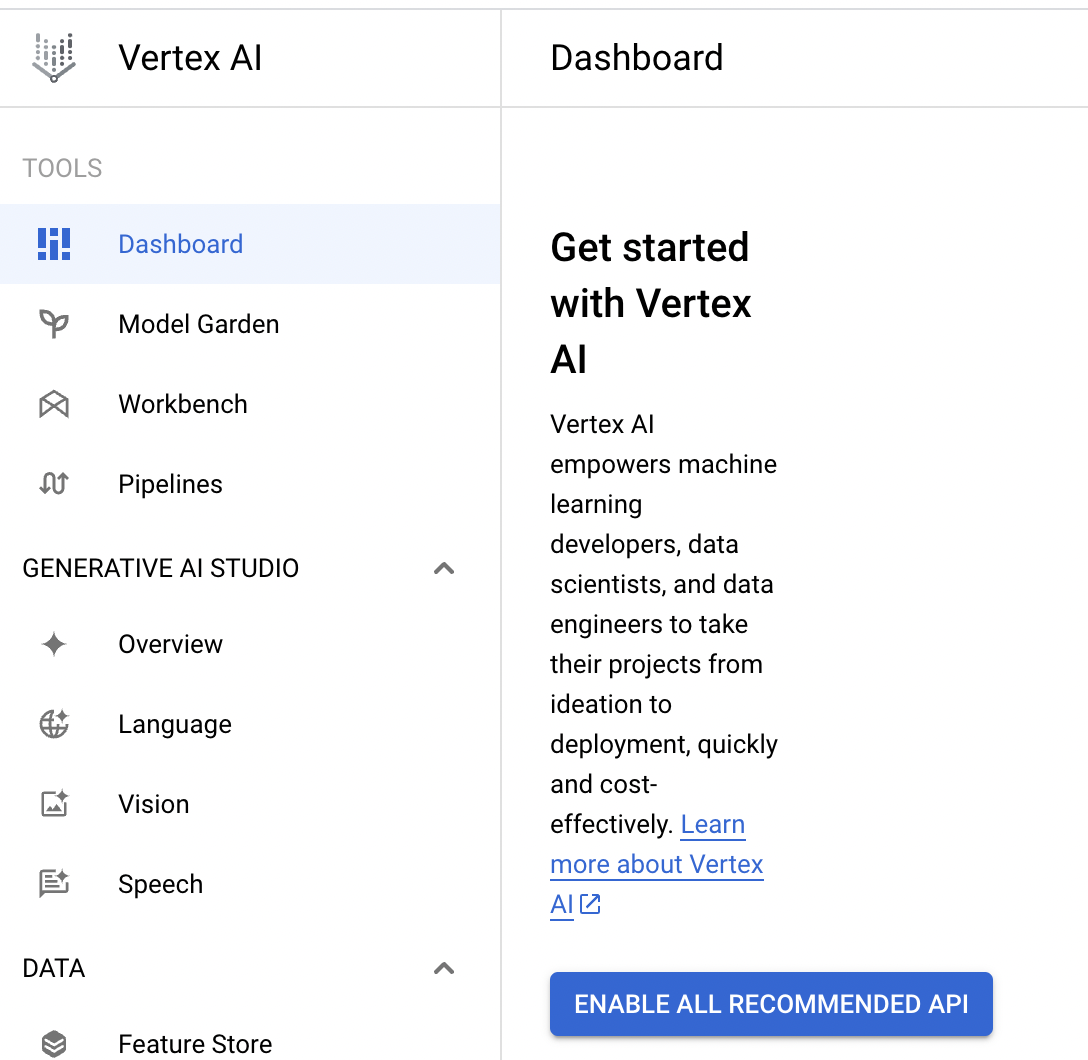 Vertex AI
Dashboard
TOOLS
Dashboard
Model Garden
Workbench
Pipelines
GENERATIVE AI STUDIO
Overview
Language
Vision
Speech
DATA
Feature Store
Get started
with Vertex
AI
Vertex AI
empowers machine
learning
developers, data
scientists, and data
engineers to take
their projects from
ideation to
deployment, quickly
and cost-
effectively. Learn
more about Vertex
AI
ENABLE ALL RECOMMENDED API